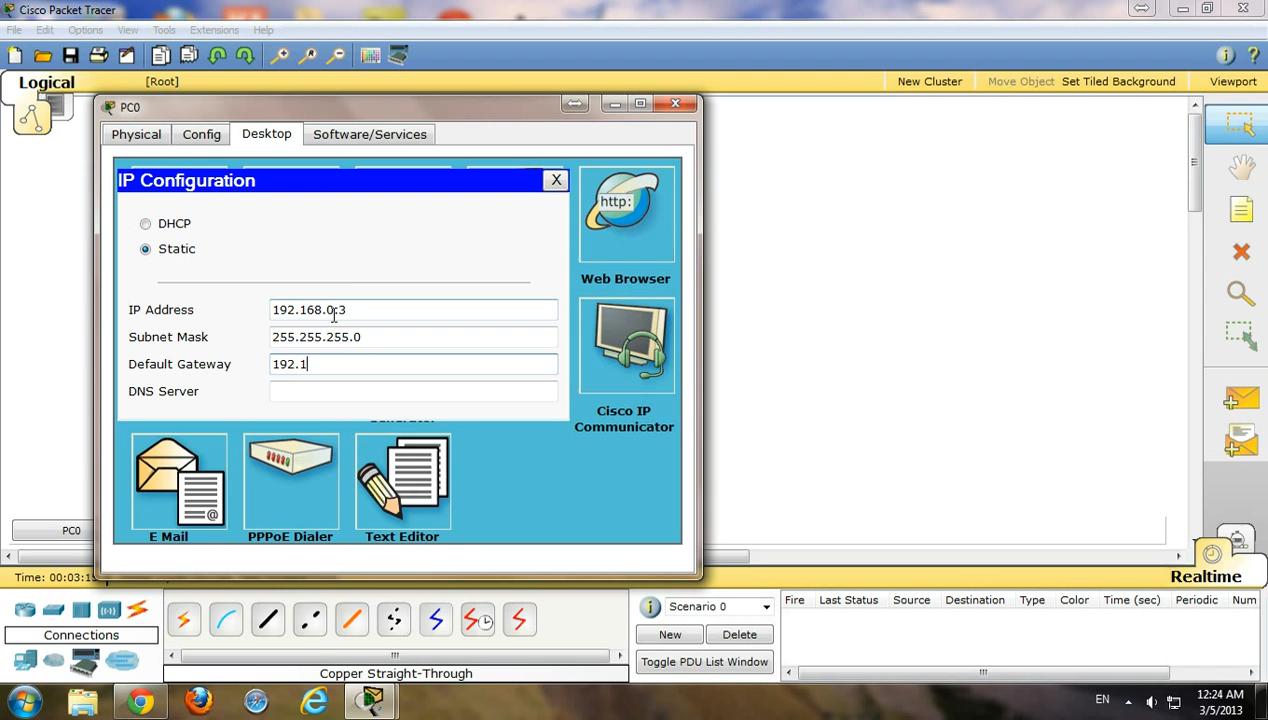 Cisco Packet Tracer
File Edit Options View Tools Extensions Help
Logical [Root] New Cluster Move Object Set Tiled Background Viewport
PC0
Physical Config Desktop Software/Services
IP Configuration X
http:
DHCP
Static
Web Browser
IP Address 192.168.0.3
Subnet Mask 255.255.255.0
Default Gateway 192.1
DNS Server
Cisco IP
Communicator
@
E Mail PPPoE Dialer Text Editor
PC0
Time: 00:03:1
Realtime
Scenario 0
Fire Last Status Source Destination Type Color Time (sec) Periodic Num
New Delete
Connections
Toggle PDU List Window
Copper Straight-Through
EN
12:24 AM
3/5/2013